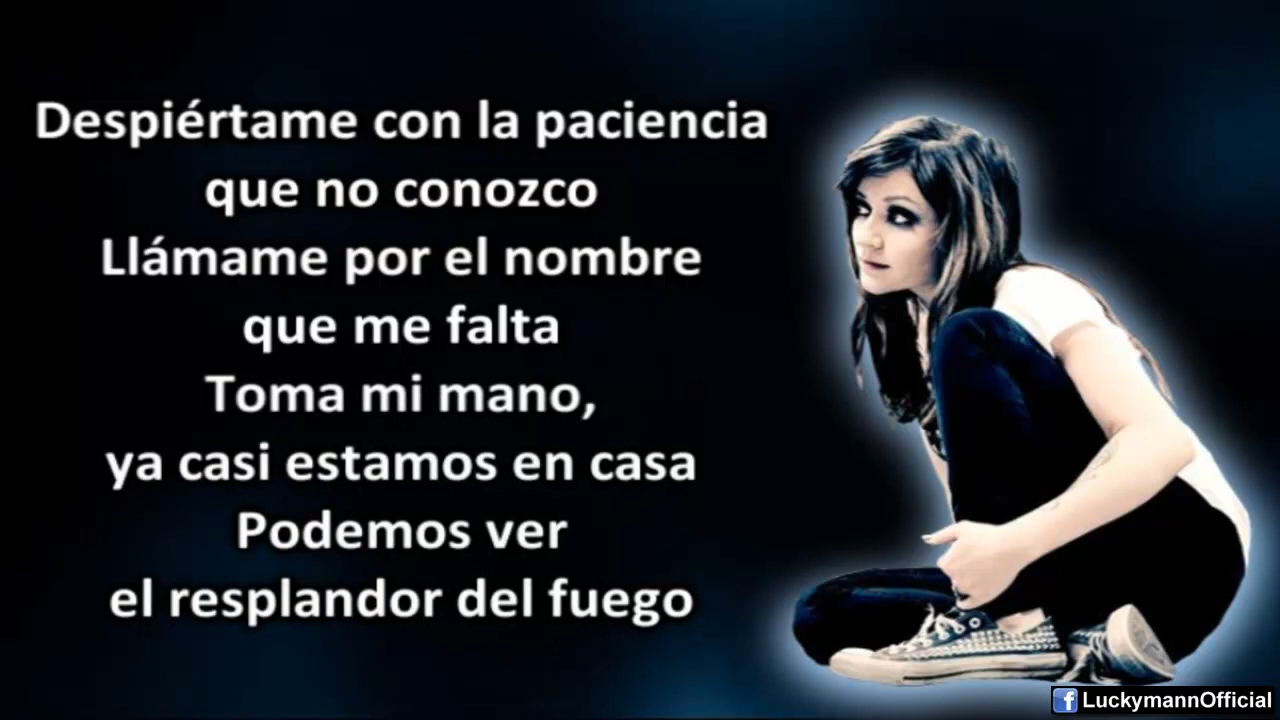 Despiértame con la paciencia
que no conozco
Llámame por el nombre
que me falta
Toma mi mano,
ya casi estamos en casa
Podemos ver
el resplandor del fuego
f LuckymannOfficial